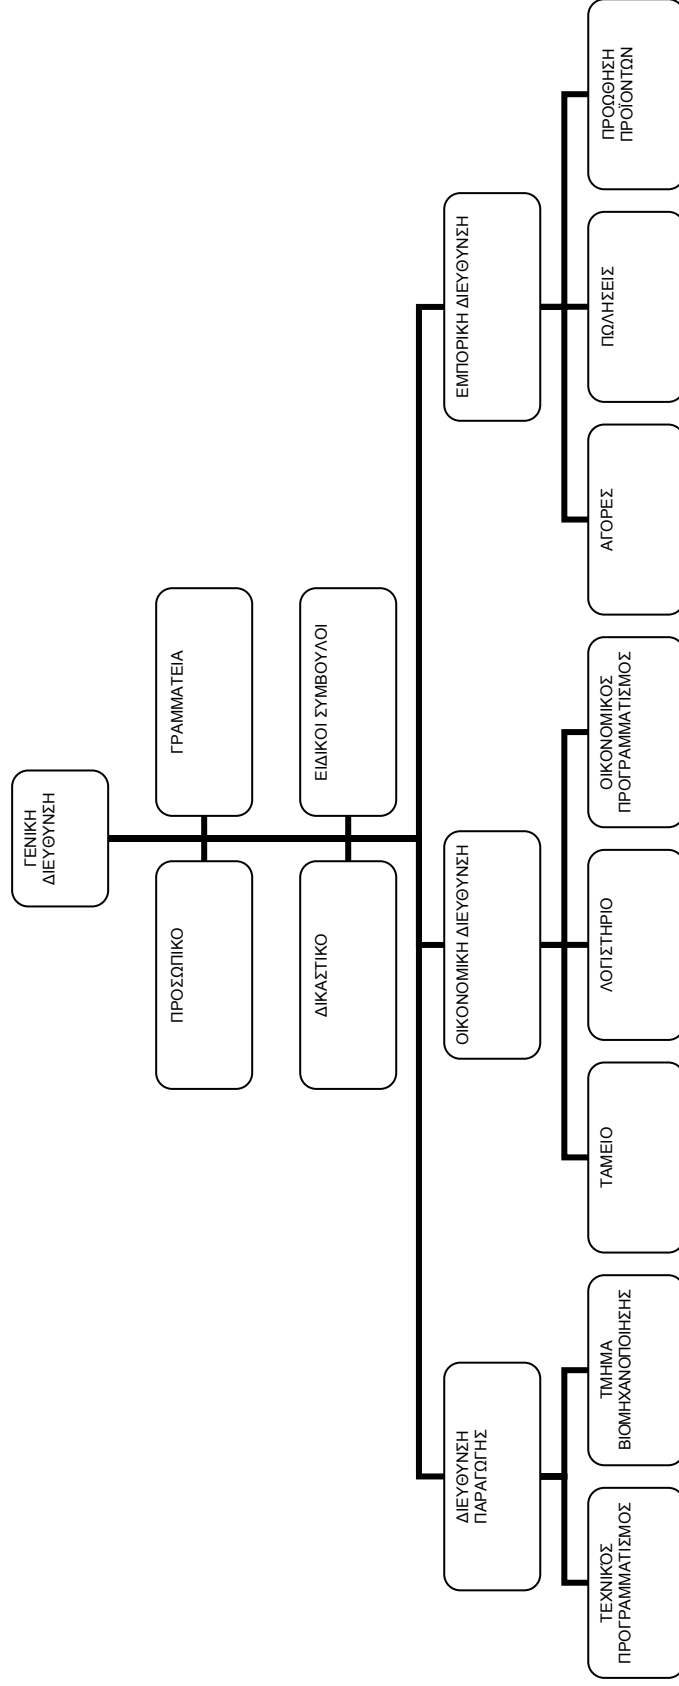 ΓΕΝΙΚΗ
ΔΙΕΥΘΥΝΣΗ
ΠΡΟΣΩΠΙΚΟ
ΓΡΑΜΜΑΤΕΙΑ
ΔΙΚΑΣΤΙΚΟ
ΕΙΔΙΚΟΙ ΣΥΜΒΟΥΛΟΙ
ΔΙΕΥΘΥΝΣΗ
ΠΑΡΑΓΩΓΗΣ
ΟΙΚΟΝΟΜΙΚΗ ΔΙΕΥΘΥΝΣΗ
ΕΜΠΟΡΙΚΗ ΔΙΕΥΘΥΝΣΗ
ΤΕΧΝΙΚΌΣ
ΠΡΟΓΡΑΜΜΑΤΙΣΜΟΣ
ΤΜΗΜΑ
ΒΙΟΜΗΧΑΝΟΠΟΙΗΣΗΣ
ΤΑΜΕΙΟ
ΛΟΓΙΣΤΗΡΙΟ
ΟΙΚΟΝΟΜΙΚΟΣ
ΠΡΟΓΡΑΜΜΑΤΙΣΜΟΣ
ΑΓΟΡΕΣ
ΠΩΛΗΣΕΙΣ
ΠΡΟΩΘΗΣΗ
ΠΡΟΪΟΝΤΩΝ